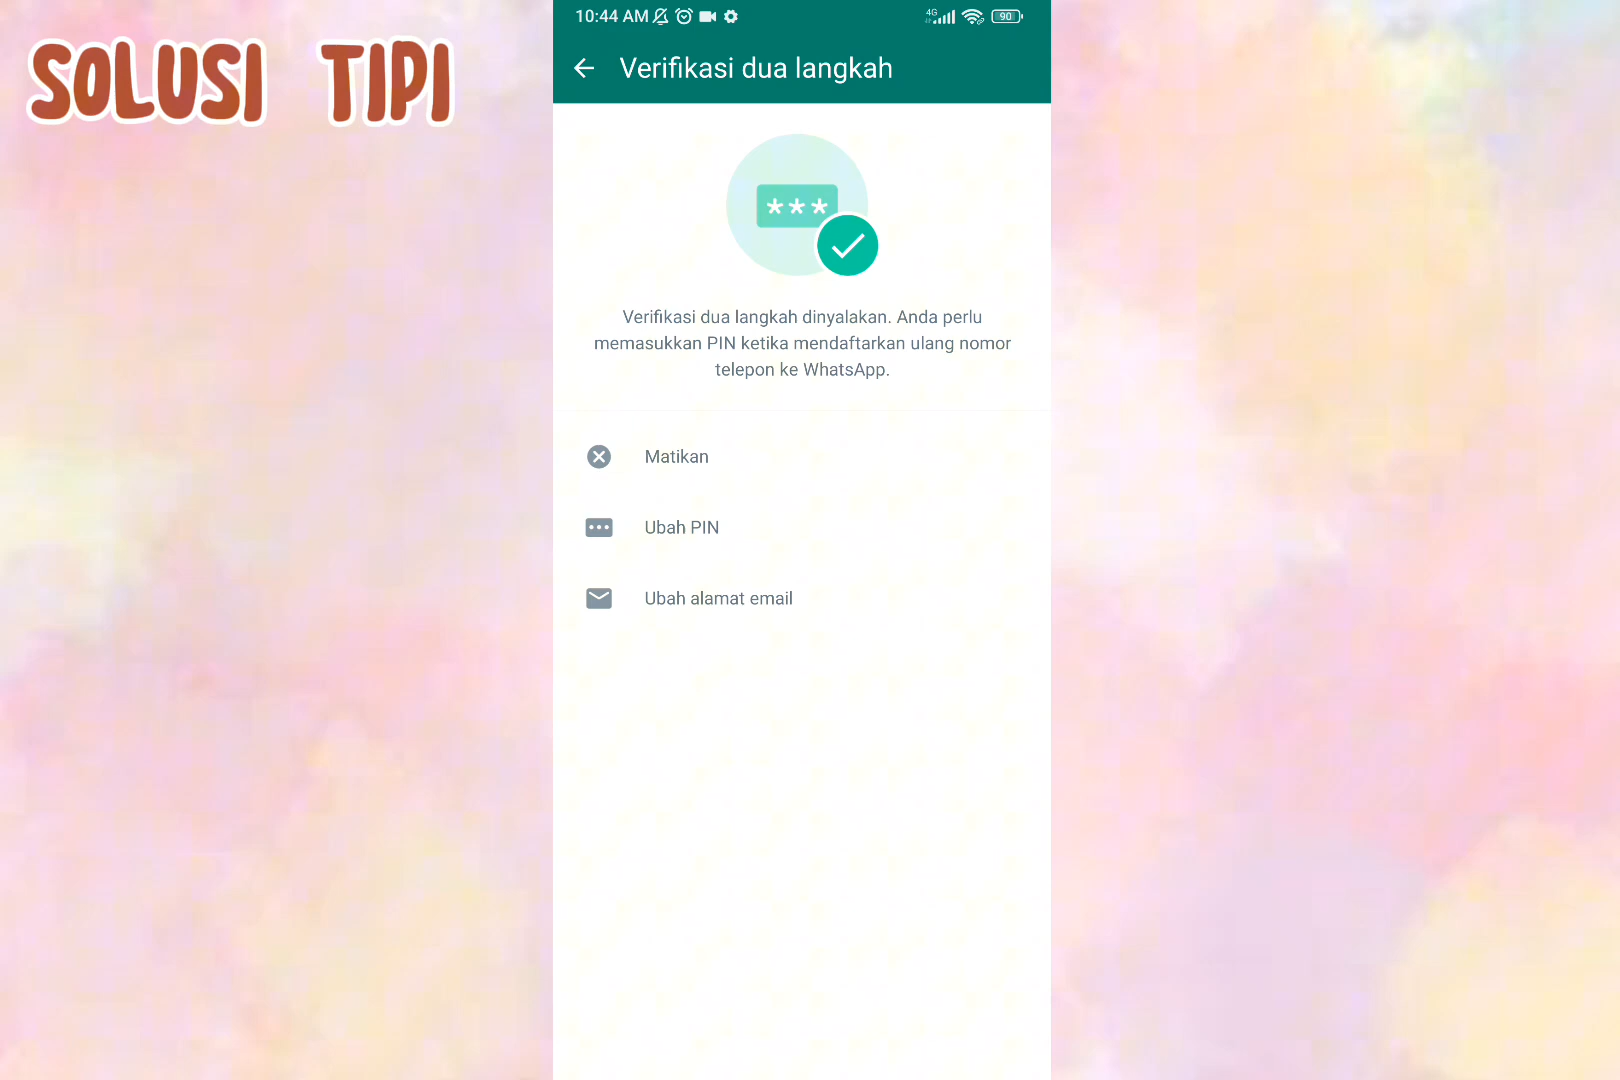 SOLUSI TIPI
10:44 AM
4G
90
Verifikasi dua langkah
***
Verifikasi dua langkah dinyalakan. Anda perlu
memasukkan PIN ketika mendaftarkan ulang nomor
telepon ke WhatsApp.
Matikan
Ubah PIN
Ubah alamat email